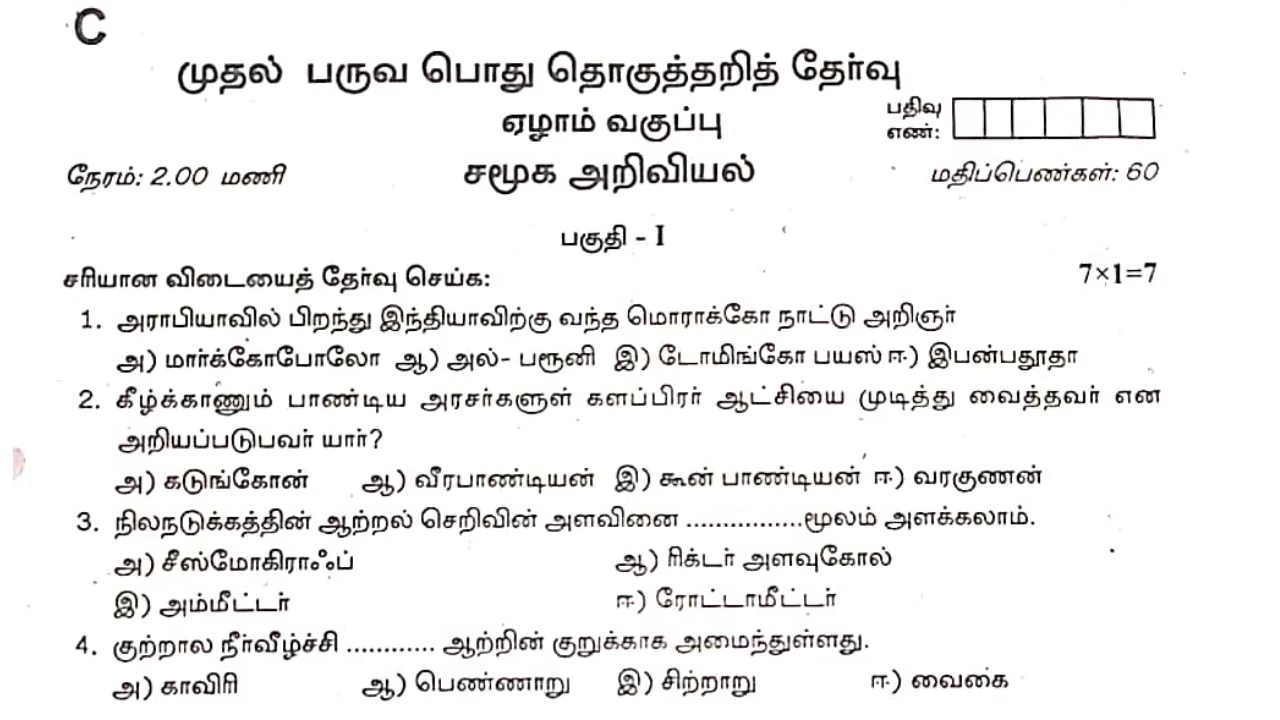 C
முதல் பருவ பொது தொகுத்தறித் தேர்வு
ஏழாம் வகுப்பு
பதிவு
எண்:
நேரம்: 2.00 மணி சமூக அறிவியல் மதிப்பெண்கள்: 60
பகுதி - I
சரியான விடையைத் தேர்வு செய்க: 7×1=7
1. அராபியாவில் பிறந்து இந்தியாவிற்கு வந்த மொராக்கோ நாட்டு அறிஞர்
அ) மார்க்கோபோலோ ஆ) அல்- பரூனி இ) டோமிங்கோ பயஸ் ஈ) இபன்பதூதா
2. கீழ்க்காணும் பாண்டிய அரசர்களுள் களப்பிரர் ஆட்சியை முடித்து வைத்தவர் என
அறியப்படுபவர் யார்?
அ) கடுங்கோன் ஆ) வீரபாண்டியன் இ) கூன் பாண்டியன் ஈ) வரகுணன்
3. நிலநடுக்கத்தின் ஆற்றல் செறிவின் அளவினை ................மூலம் அளக்கலாம்.
அ) சீஸ்மோகிராஃப் ஆ) ரிக்டர் அளவுகோல்
இ) அம்மீட்டர் ஈ) ரோட்டாமீட்டர்
4. குற்றால நீர்வீழ்ச்சி ............ ஆற்றின் குறுக்காக அமைந்துள்ளது.
அ) காவிரி ஆ) பெண்ணாறு இ) சிற்றாறு ஈ) வைகை